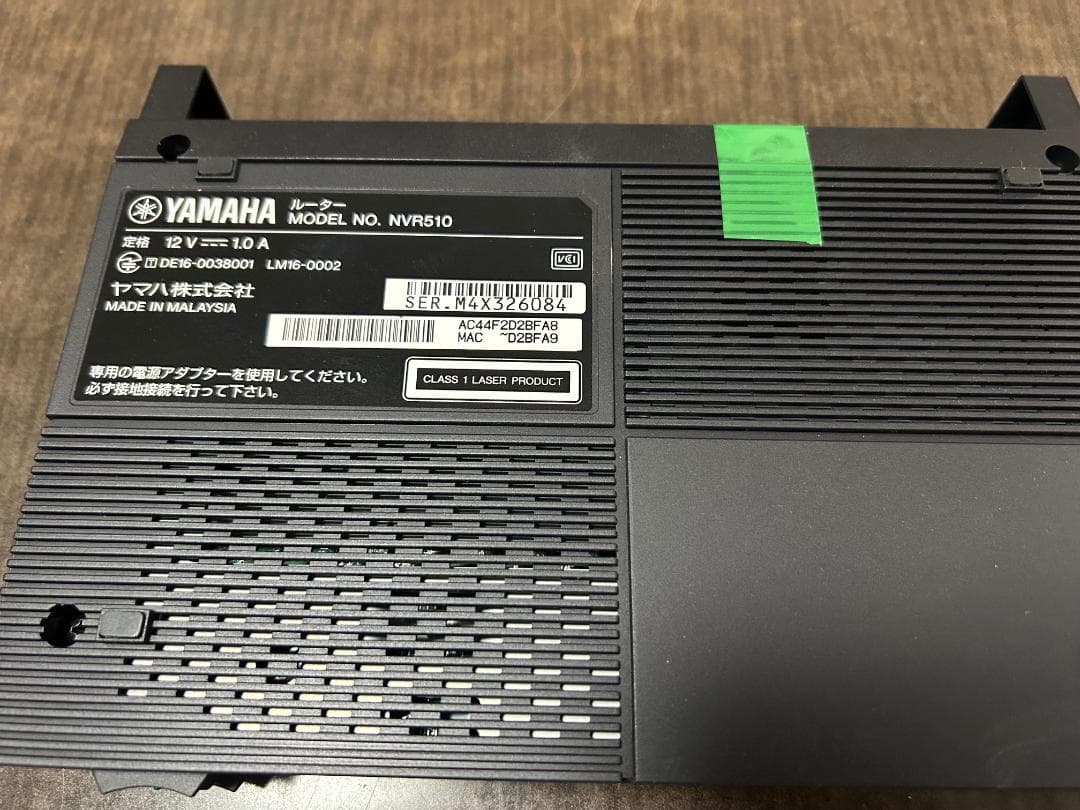 YAMAHA ルーター
MODEL NO. NVR510
定格 12 V 1.0 A
T DE16-0038001 LM16-0002
VCCI
ヤマハ株式会社
MADE IN MALAYSIA
SER.M4X326084
AC44F2D2BFA8
MAC ~D2BFA9
専用の電源アダプターを使用してください。
必ず接地接続を行って下さい。
CLASS 1 LASER PRODUCT